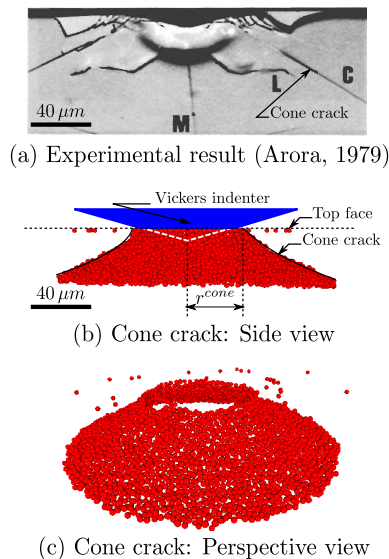 L
C
Cone crack
M
40 μm
(a) Experimental result (Arora, 1979)
Vickers indenter
Top face
Cone crack
40 μm
r^cone
(b) Cone crack: Side view
(c) Cone crack: Perspective view